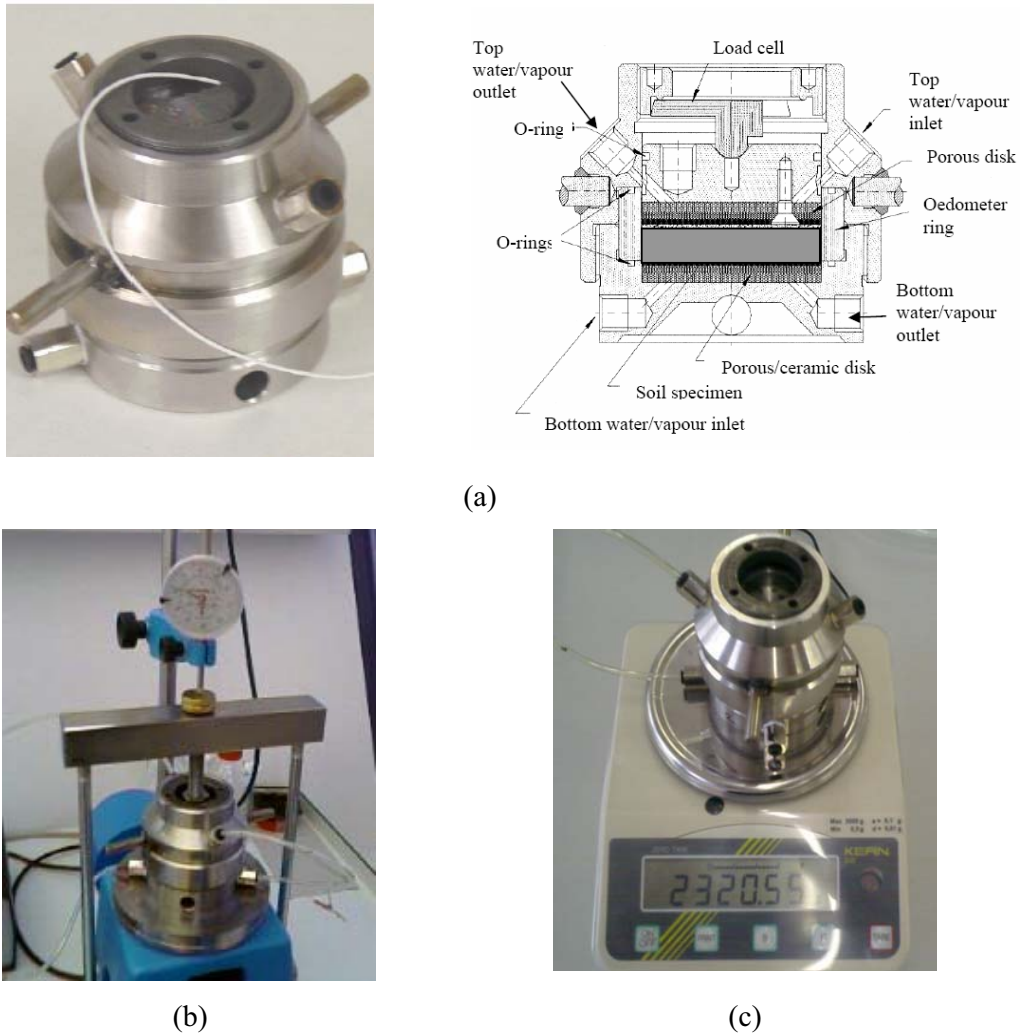 Top
water/vapour
outlet
Load cell
Top
water/vapour
inlet
O-ring
Porous disk
Oedometer
ring
O-rings
Bottom
water/vapour
outlet
Porous/ceramic disk
Soil specimen
Bottom water/vapour inlet
(a)
KERN
2320.55
(b)
(c)